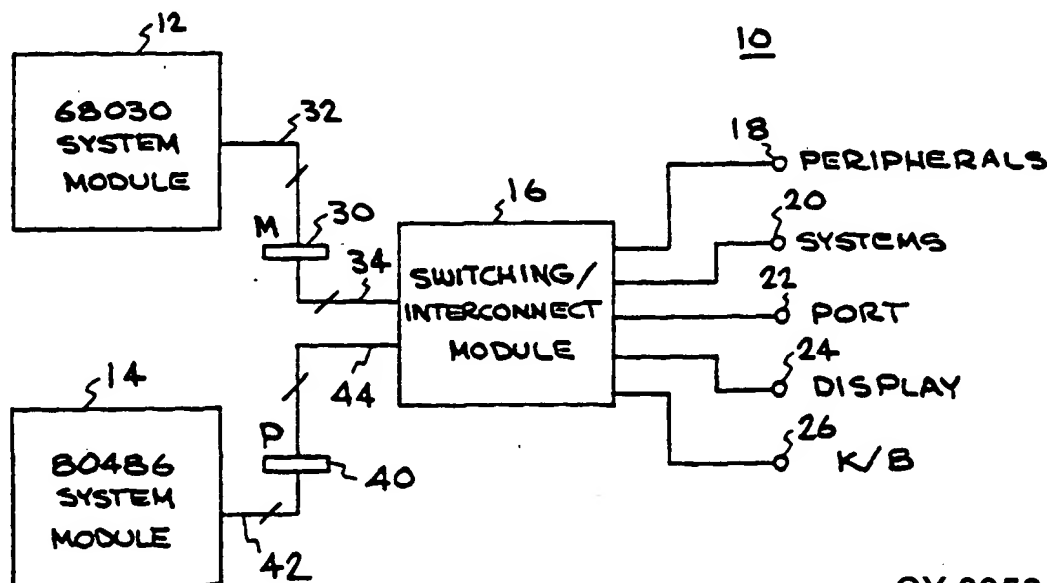 12
10
68030
SYSTEM
MODULE
32
18
PERIPHERALS
M
30
16
20
SYSTEMS
34
SWITCHING/
INTERCONNECT
MODULE
22
PORT
14
44
24
DISPLAY
P
40
26
K/B
80486
SYSTEM
MODULE
42